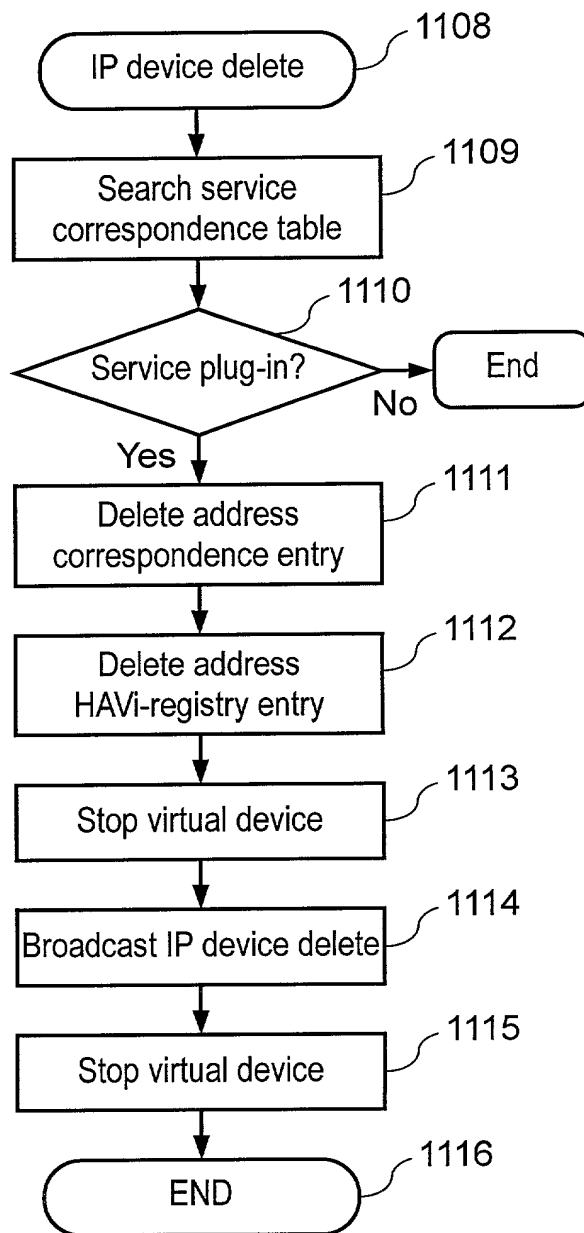 1108
IP device delete
1109
Search service
correspondence table
1110
Service plug-in?
End
No
Yes
1111
Delete address
correspondence entry
1112
Delete address
HAVi-registry entry
1113
Stop virtual device
1114
Broadcast IP device delete
1115
Stop virtual device
1116
END